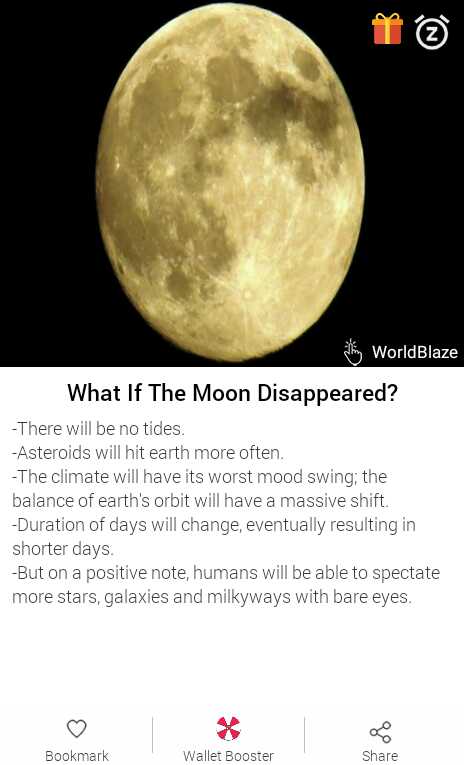 WorldBlaze
What If The Moon Disappeared?
-There will be no tides.
-Asteroids will hit earth more often.
-The climate will have its worst mood swing; the
balance of earth's orbit will have a massive shift.
-Duration of days will change, eventually resulting in
shorter days.
-But on a positive note, humans will be able to spectate
more stars, galaxies and milkyways with bare eyes.
Bookmark
Wallet Booster
Share